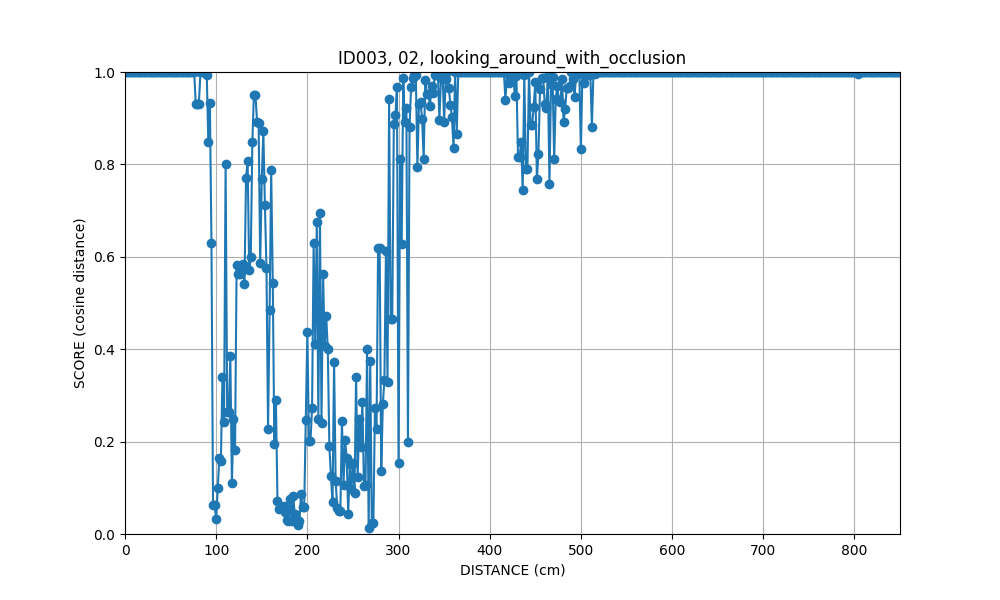 ID003, 02, looking_around_with_occlusion
SCORE (cosine distance)
1.0
0.8
0.6
0.4
0.2
0.0
0 100 200 300 400 500 600 700 800
DISTANCE (cm)